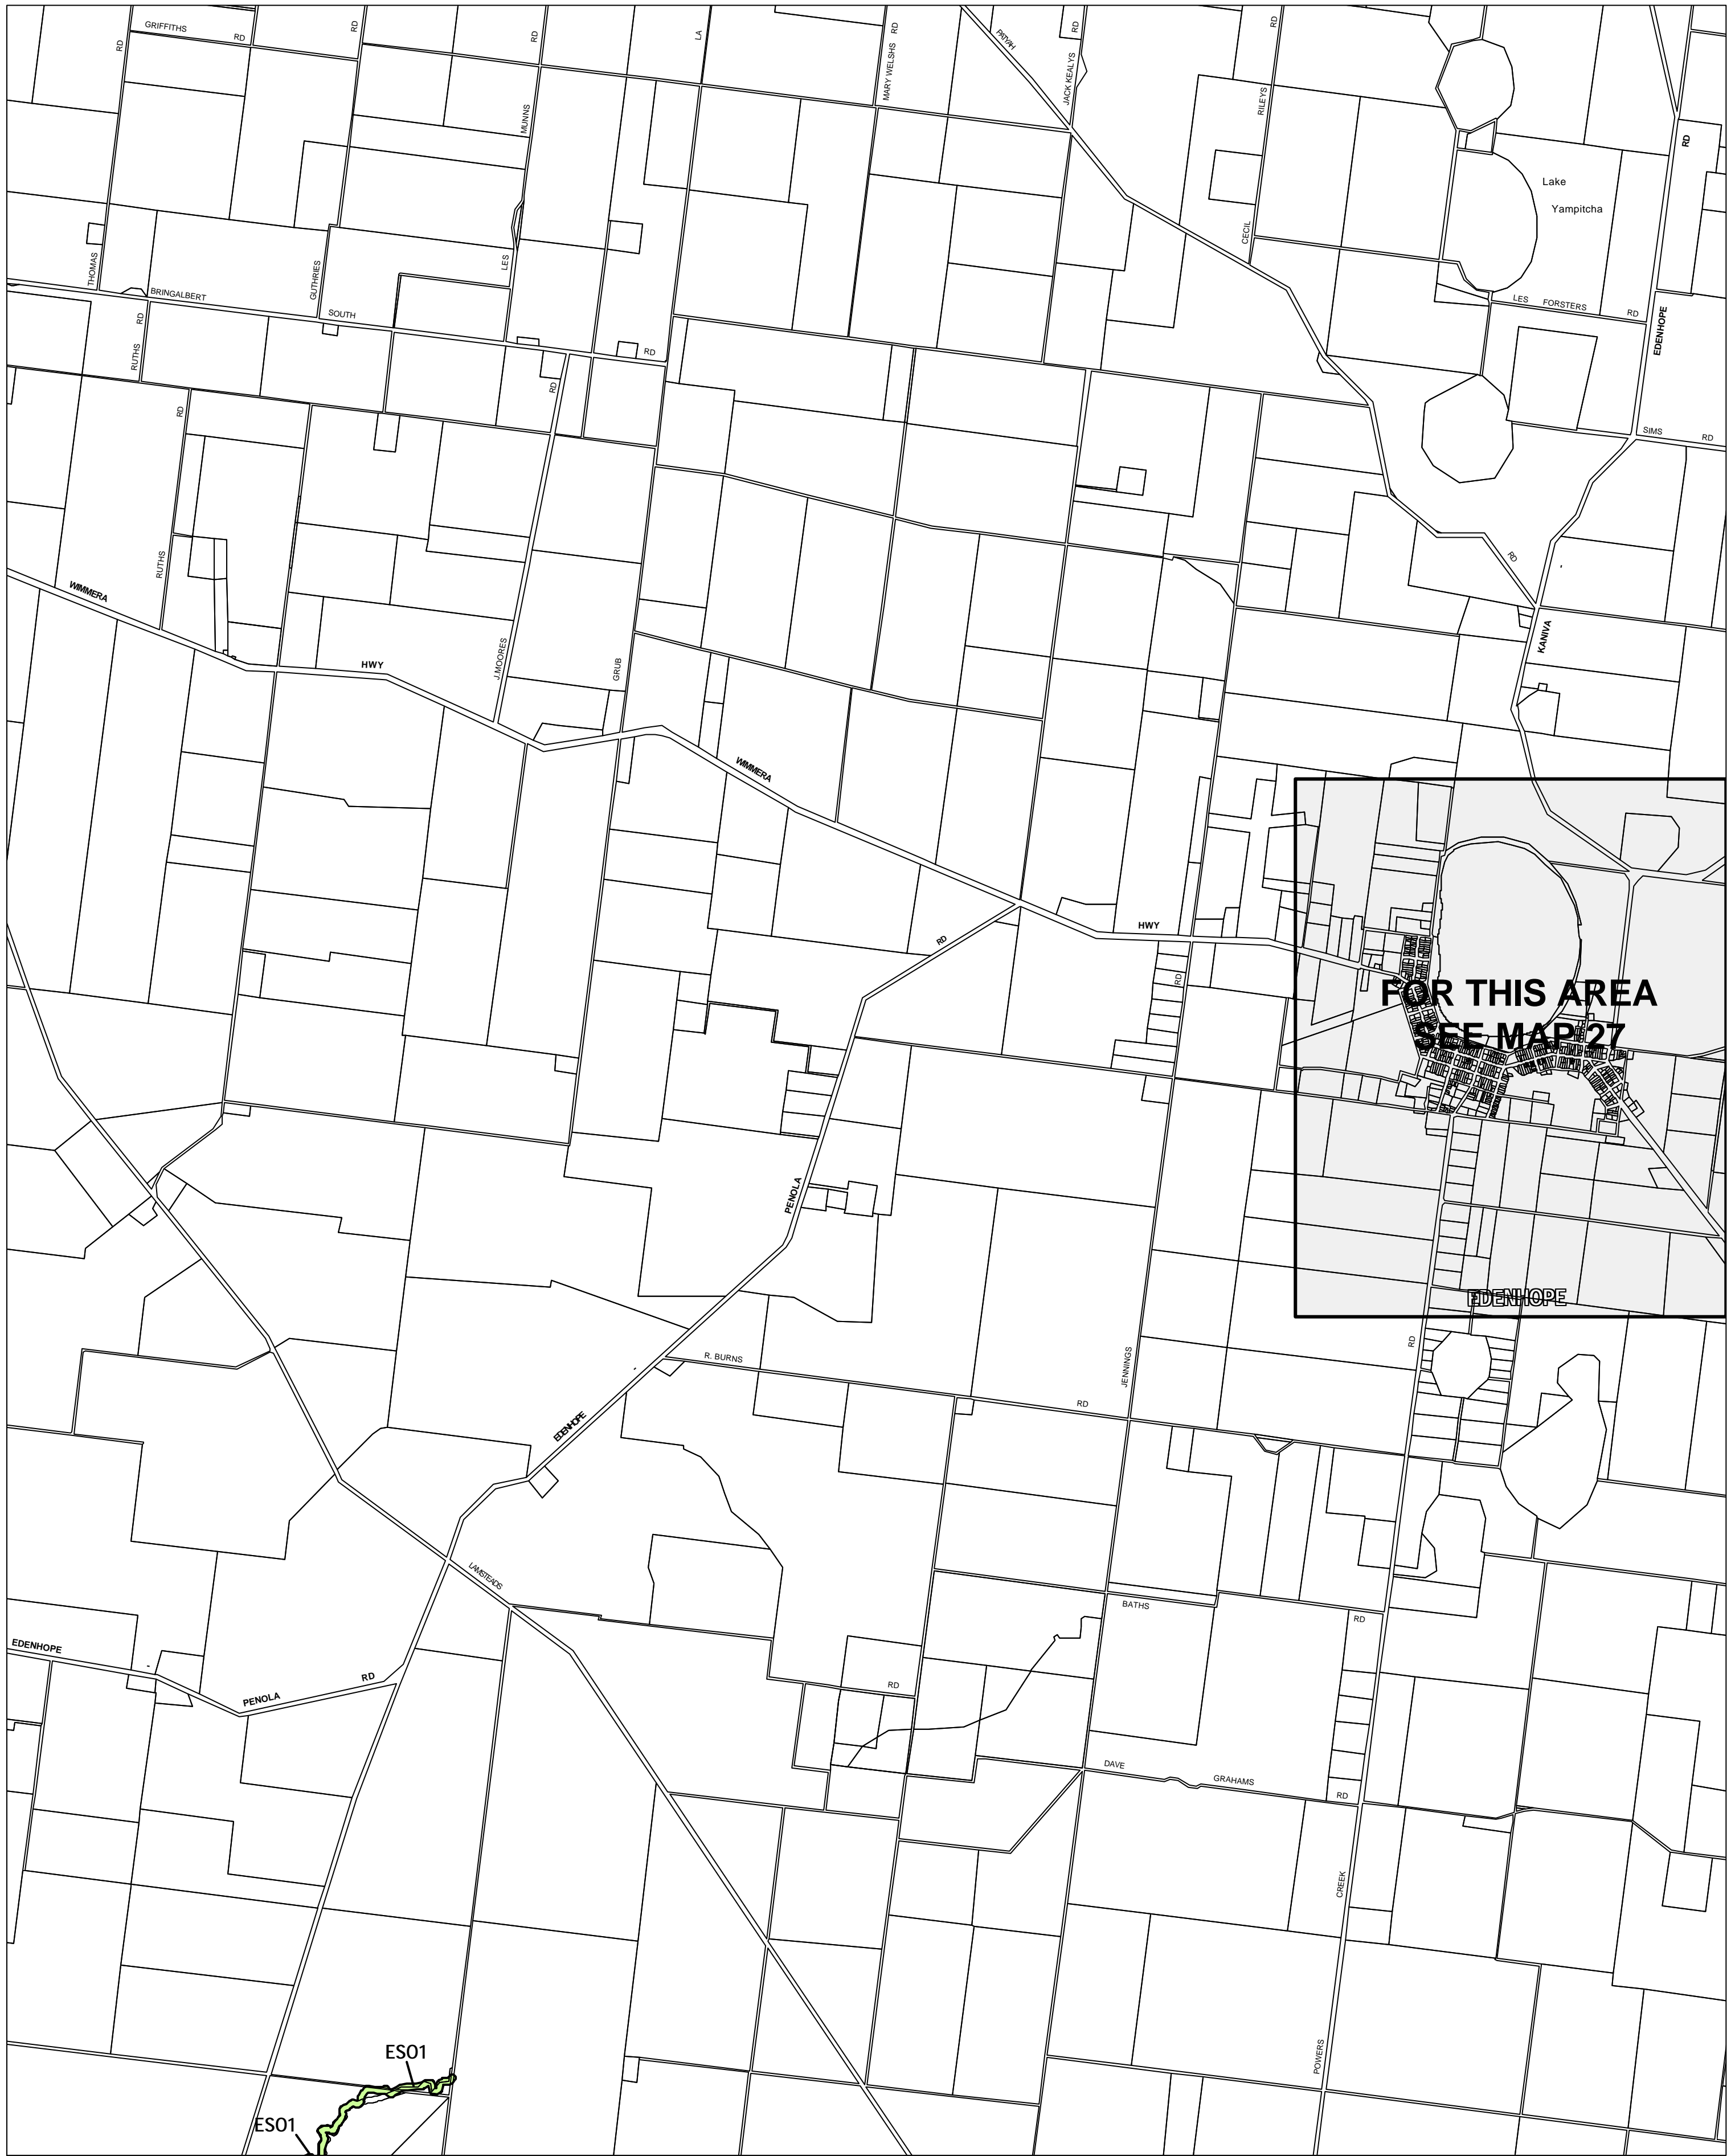 GRIFFITHS RD
RD
RD
RD
LA
MARY WELSHS RD
PATYAH
JACK KEALYS RD
RILEYS RD
MUNNS
RD
Lake
Yampitcha
THOMAS
GUTHRIES
LES
CECIL
BRINGALBERT
SOUTH
RD
LES FORSTERS RD
EDENHOPE
RUTHS RD
RD
RD
SIMS RD
RUTHS
RD
WIMMERA
HWY
J.MOORES
GRUB
KANIVA
WIMMERA
HWY
RD
RD
FOR THIS AREA
SEE MAP 27
PENOLA
EDENHOPE
R. BURNS
RD
JENNINGS
RD
EDENHOPE
LAMSTEADS
BATHS
RD
EDENHOPE
PENOLA
RD
RD
DAVE
GRAHAMS
RD
CREEK
POWERS
ESO1
ESO1